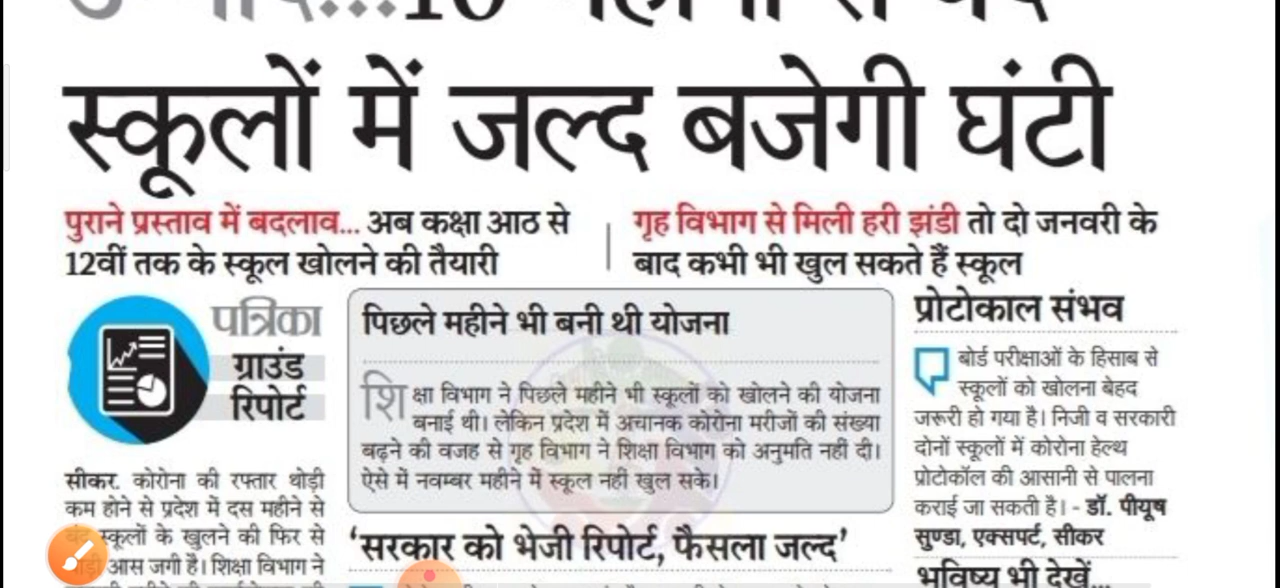 स्कूलों में जल्द बजेगी घंटी
पुराने प्रस्ताव में बदलाव... अब कक्षा आठ से
12वीं तक के स्कूल खोलने की तैयारी
गृह विभाग से मिली हरी झंडी तो दो जनवरी के
बाद कभी भी खुल सकते हैं स्कूल
पत्रिका
ग्राउंड
रिपोर्ट
सीकर. कोरोना की रफ्तार थोड़ी
कम होने से प्रदेश में दस महीने से
बंद स्कूलों के खुलने की फिर से
आस जगी है। शिक्षा विभाग ने
पिछले महीने भी बनी थी योजना
शिक्षा विभाग ने पिछले महीने भी स्कूलों को खोलने की योजना
बनाई थी। लेकिन प्रदेश में अचानक कोरोना मरीजों की संख्या
बढ़ने की वजह से गृह विभाग ने शिक्षा विभाग को अनुमति नहीं दी।
ऐसे में नवम्बर महीने में स्कूल नहीं खुल सके।
‘सरकार को भेजी रिपोर्ट, फैसला जल्द’
प्रोटोकाल संभव
बोर्ड परीक्षाओं के हिसाब से
स्कूलों को खोलना बेहद
जरूरी हो गया है। निजी व सरकारी
दोनों स्कूलों में कोरोना हेल्थ
प्रोटोकॉल की आसानी से पालना
कराई जा सकती है। - डॉ. पीयूष
सुण्डा, एक्सपर्ट, सीकर
भविष्य भी देखें...